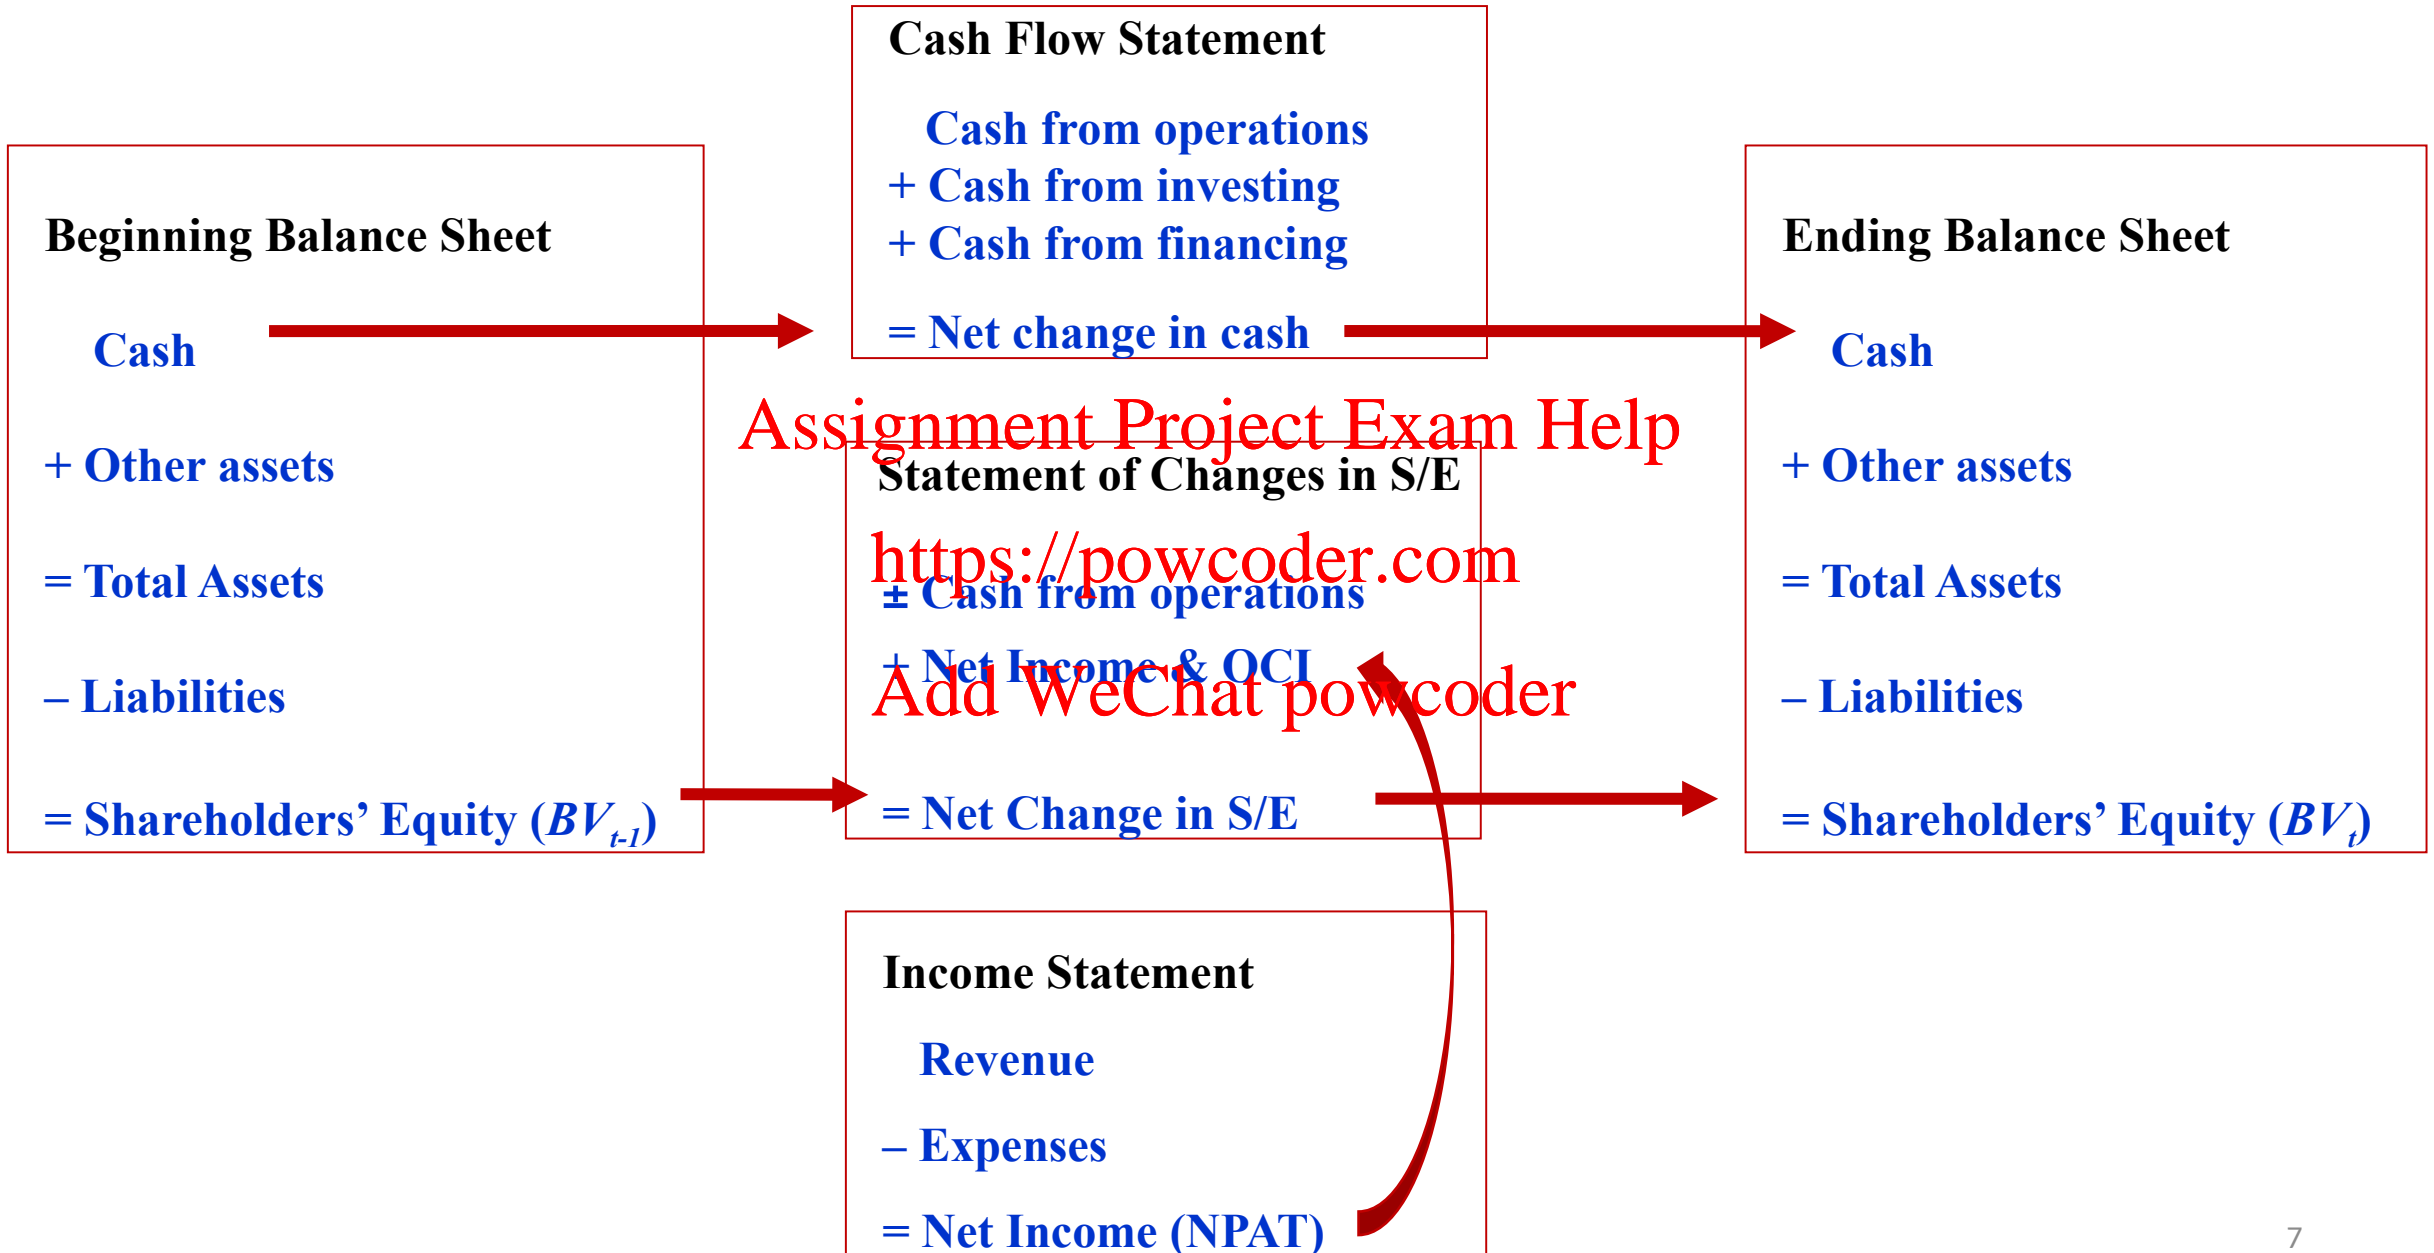 Cash Flow Statement
Cash from operations
+ Cash from investing
+ Cash from financing
= Net change in cash
Beginning Balance Sheet
Cash
+ Other assets
= Total Assets
– Liabilities
= Shareholders’ Equity (BVt-1)
Assignment Project Exam Help
Statement of Changes in S/E
https://powcoder.com
± Cash from operations
+ Net Income & OCI
Add WeChat powcoder
= Net Change in S/E
Income Statement
Revenue
– Expenses
= Net Income (NPAT)
Ending Balance Sheet
Cash
+ Other assets
= Total Assets
– Liabilities
= Shareholders’ Equity (BVt)
7